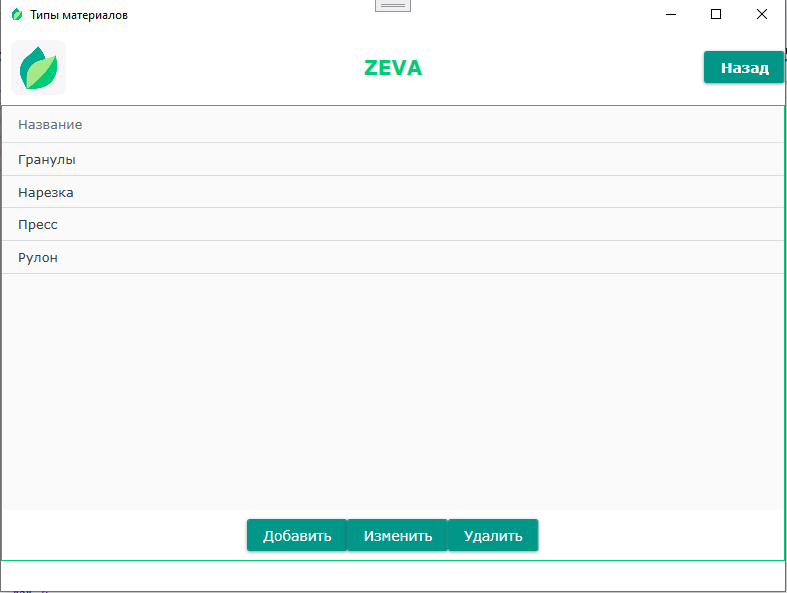 Типы материалов
ZEVA
Назад
Название
Гранулы
Нарезка
Пресс
Рулон
Добавить Изменить Удалить